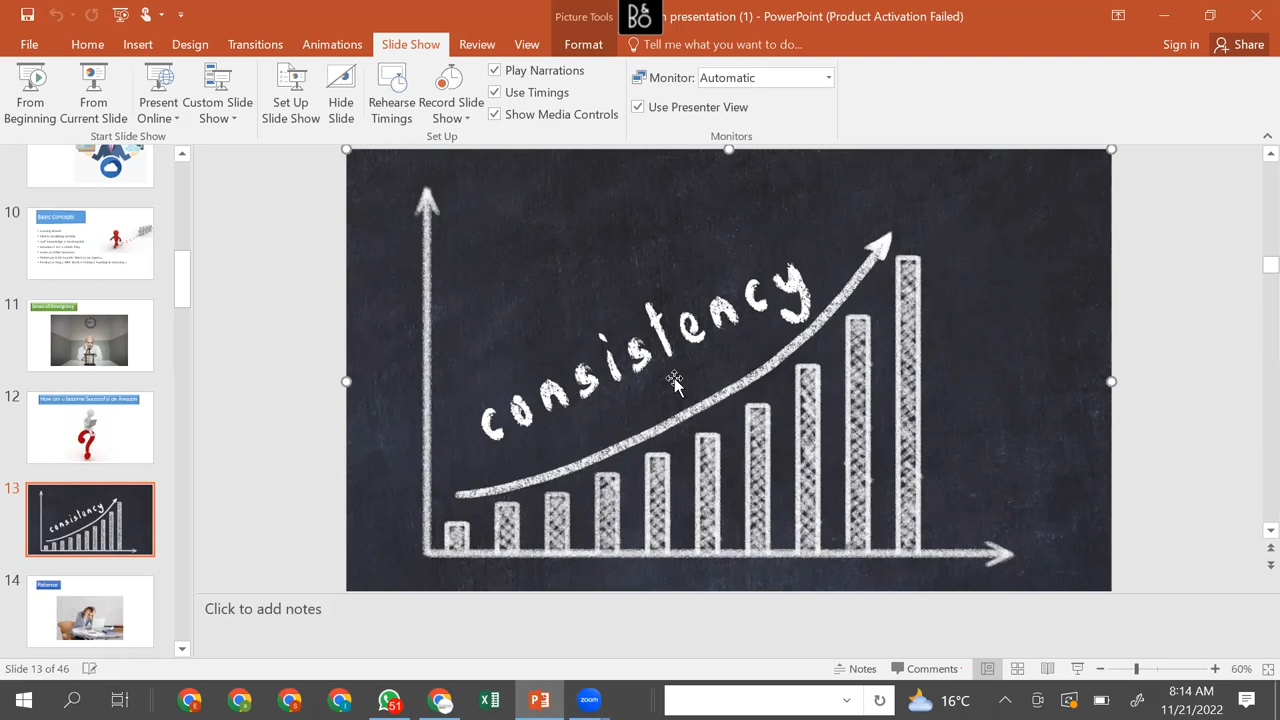 Picture Tools
B&BO
n presentation (1) - PowerPoint (Product Activation Failed)
File Home Insert Design Transitions Animations Slide Show Review View Format Tell me what you want to do... Sign in Share
From Beginning
From Current Slide
Present Online
Custom Slide Show
Set Up Slide Show
Hide Slide
Rehearse Timings
Record Slide Show
Play Narrations
Use Timings
Show Media Controls
Monitor: Automatic
Use Presenter View
Start Slide Show
Set Up
Monitors
10
Basic Concepts
11
12
How can u become Successful on Amazon
13
consistency
14
Patience
consistency
Click to add notes
Slide 13 of 46
Notes
Comments
60%
51
zoom
16°C
8:14 AM
11/21/2022